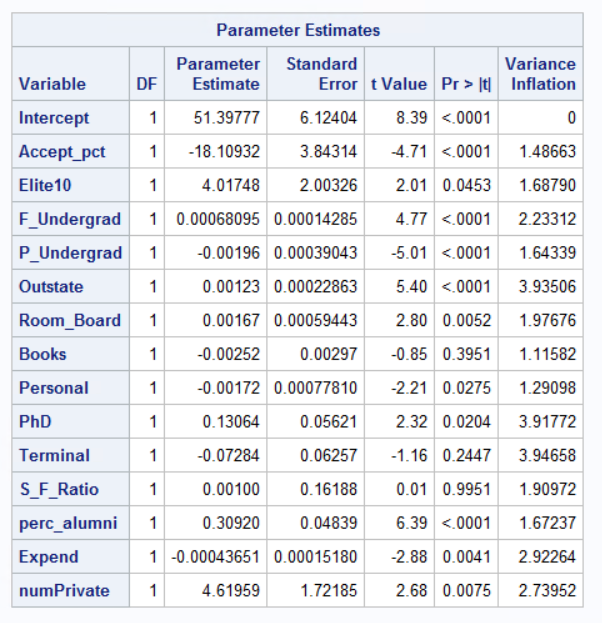 Parameter Estimates
Variable DF Parameter Estimate Standard Error t Value Pr > |t| Variance Inflation
Intercept 1 51.39777 6.12404 8.39 <.0001 0
Accept_pct 1 -18.10932 3.84314 -4.71 <.0001 1.48663
Elite10 1 4.01748 2.00326 2.01 0.0453 1.68790
F_Undergrad 1 0.00068095 0.00014285 4.77 <.0001 2.23312
P_Undergrad 1 -0.00196 0.00039043 -5.01 <.0001 1.64339
Outstate 1 0.00123 0.00022863 5.40 <.0001 3.93506
Room_Board 1 0.00167 0.00059443 2.80 0.0052 1.97676
Books 1 -0.00252 0.00297 -0.85 0.3951 1.11582
Personal 1 -0.00172 0.00077810 -2.21 0.0275 1.29098
PhD 1 0.13064 0.05621 2.32 0.0204 3.91772
Terminal 1 -0.07284 0.06257 -1.16 0.2447 3.94658
S_F_Ratio 1 0.00100 0.16188 0.01 0.9951 1.90972
perc_alumni 1 0.30920 0.04839 6.39 <.0001 1.67237
Expend 1 -0.00043651 0.00015180 -2.88 0.0041 2.92264
numPrivate 1 4.61959 1.72185 2.68 0.0075 2.73952